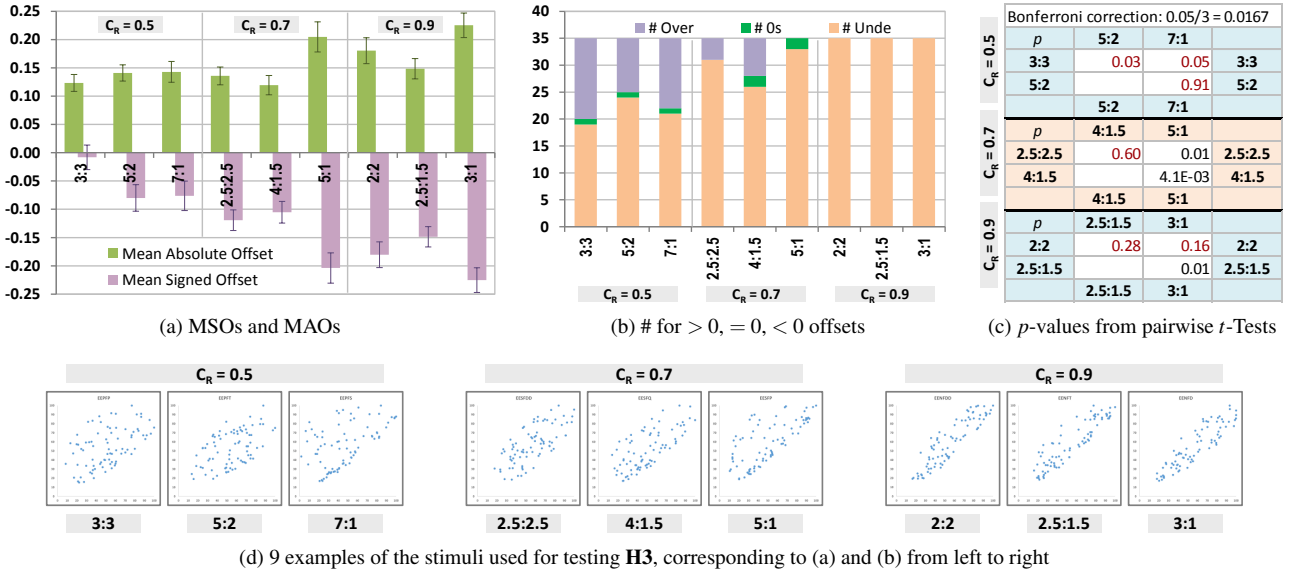 C_R = 0.5 C_R = 0.7 C_R = 0.9
0.25
0.20
0.15
0.10
0.05
0.00
-0.05
-0.10
-0.15
-0.20
-0.25
3:3 5:2 7:1 2.5:2.5 4:1.5 5:1 2:2 2.5:1.5 3:1
Mean Absolute Offset
Mean Signed Offset
(a) MSOs and MAOs
# Over # 0s # Unde
40
35
30
25
20
15
10
5
0
3:3 5:2 7:1 2.5:2.5 4:1.5 5:1 2:2 2.5:1.5 3:1
C_R = 0.5 C_R = 0.7 C_R = 0.9
(b) # for > 0, = 0, < 0 offsets
Bonferroni correction: 0.05/3 = 0.0167
C_R = 0.5
p 5:2 7:1
3:3 0.03 0.05 3:3
5:2 0.91 5:2
5:2 7:1
C_R = 0.7
p 4:1.5 5:1
2.5:2.5 0.60 0.01 2.5:2.5
4:1.5 4.1E-03 4:1.5
4:1.5 5:1
C_R = 0.9
p 2.5:1.5 3:1
2:2 0.28 0.16 2:2
2.5:1.5 0.01 2.5:1.5
2.5:1.5 3:1
(c) p-values from pairwise t-Tests
C_R = 0.5 C_R = 0.7 C_R = 0.9
EEPFP EEPFT EEPFS EESFDD EESFQ EESFP EENFDO EENFT EENFD
3:3 5:2 7:1 2.5:2.5 4:1.5 5:1 2:2 2.5:1.5 3:1
(d) 9 examples of the stimuli used for testing H3, corresponding to (a) and (b) from left to right